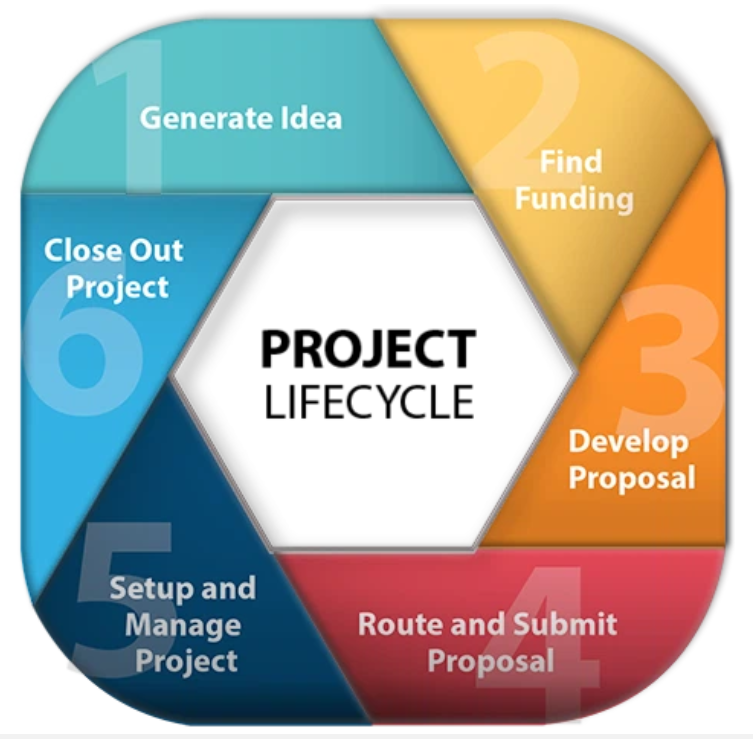 1
Generate Idea
2
Find
Funding
3
Develop
Proposal
4
Route and Submit
Proposal
5
Setup and
Manage
Project
6
Close Out
Project
PROJECT
LIFECYCLE